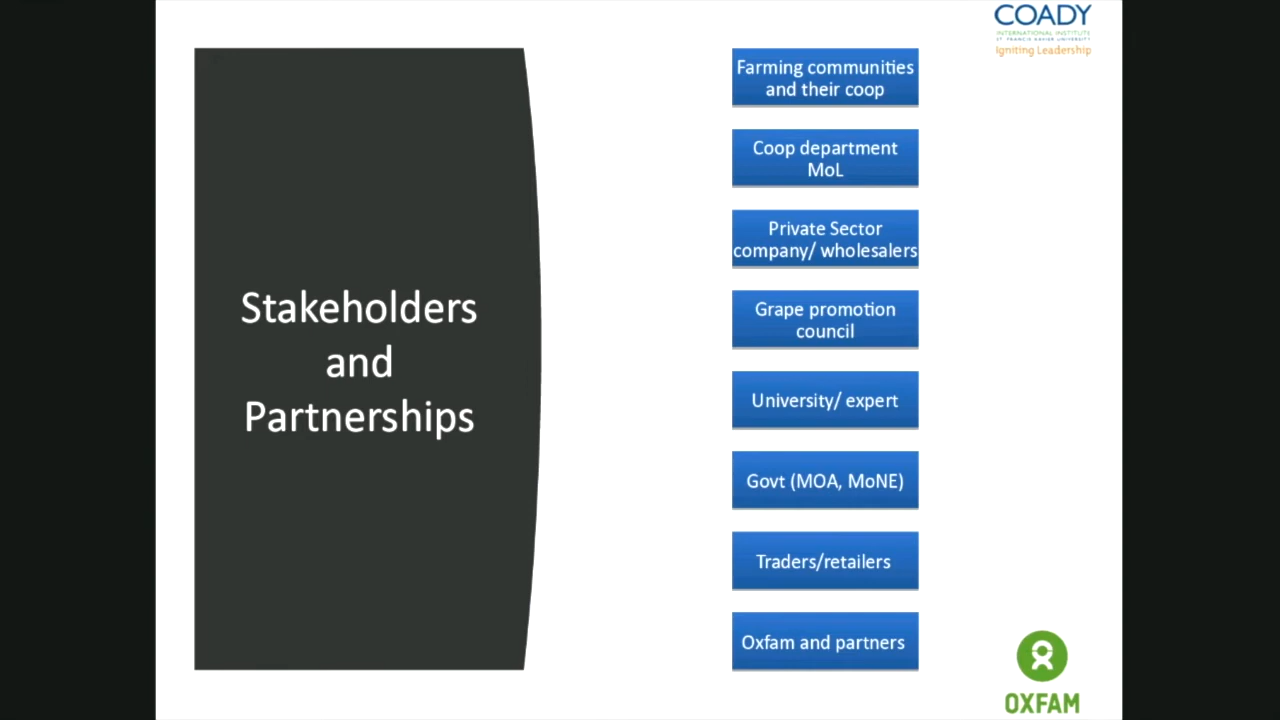 COADY
INTERNATIONAL INSTITUTE
ST. FRANCIS XAVIER UNIVERSITY
Igniting Leadership
Stakeholders
and
Partnerships
Farming communities
and their coop
Coop department
MoL
Private Sector
company/ wholesalers
Grape promotion
council
University/ expert
Govt (MOA, MoNE)
Traders/retailers
Oxfam and partners
OXFAM